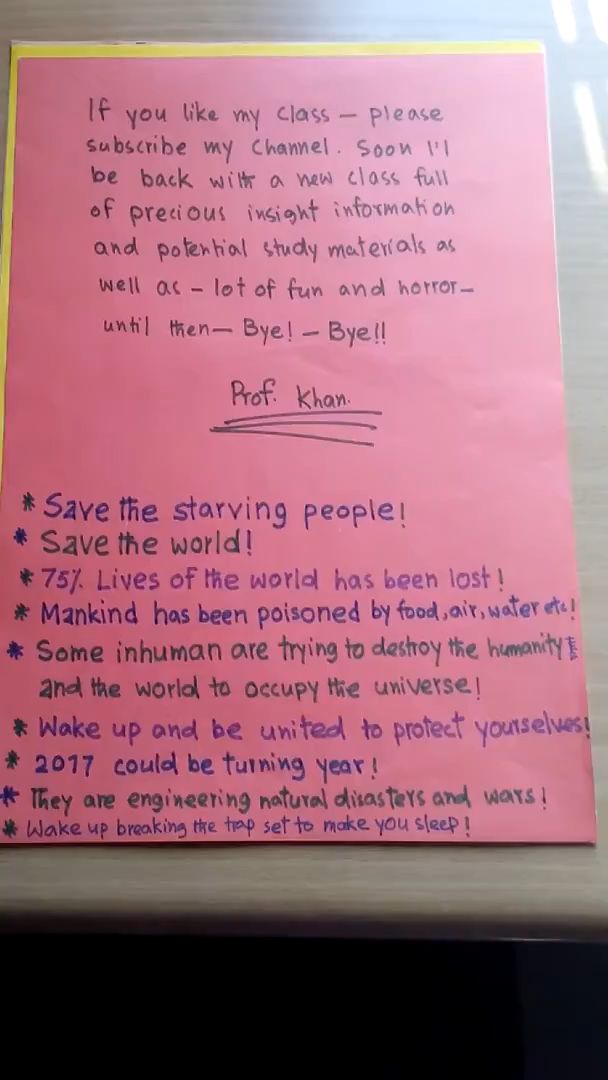 If you like my class – please
subscribe my channel. Soon I'l
be back with a new class full
of precious insight information
and potential study materials as
well as – lot of fun and horror –
until then – Bye! – Bye!!
Prof. Khan.
* Save the starving people!
* Save the world!
* 75% Lives of the world has been lost!
* Mankind has been poisoned by food, air, water etc!
* Some inhuman are trying to destroy the humanity!
and the world to occupy the universe!
* Wake up and be united to protect yourselves!
* 2017 could be turning year!
* They are engineering natural disasters and wars!
* Wake up breaking the trap set to make you sleep!